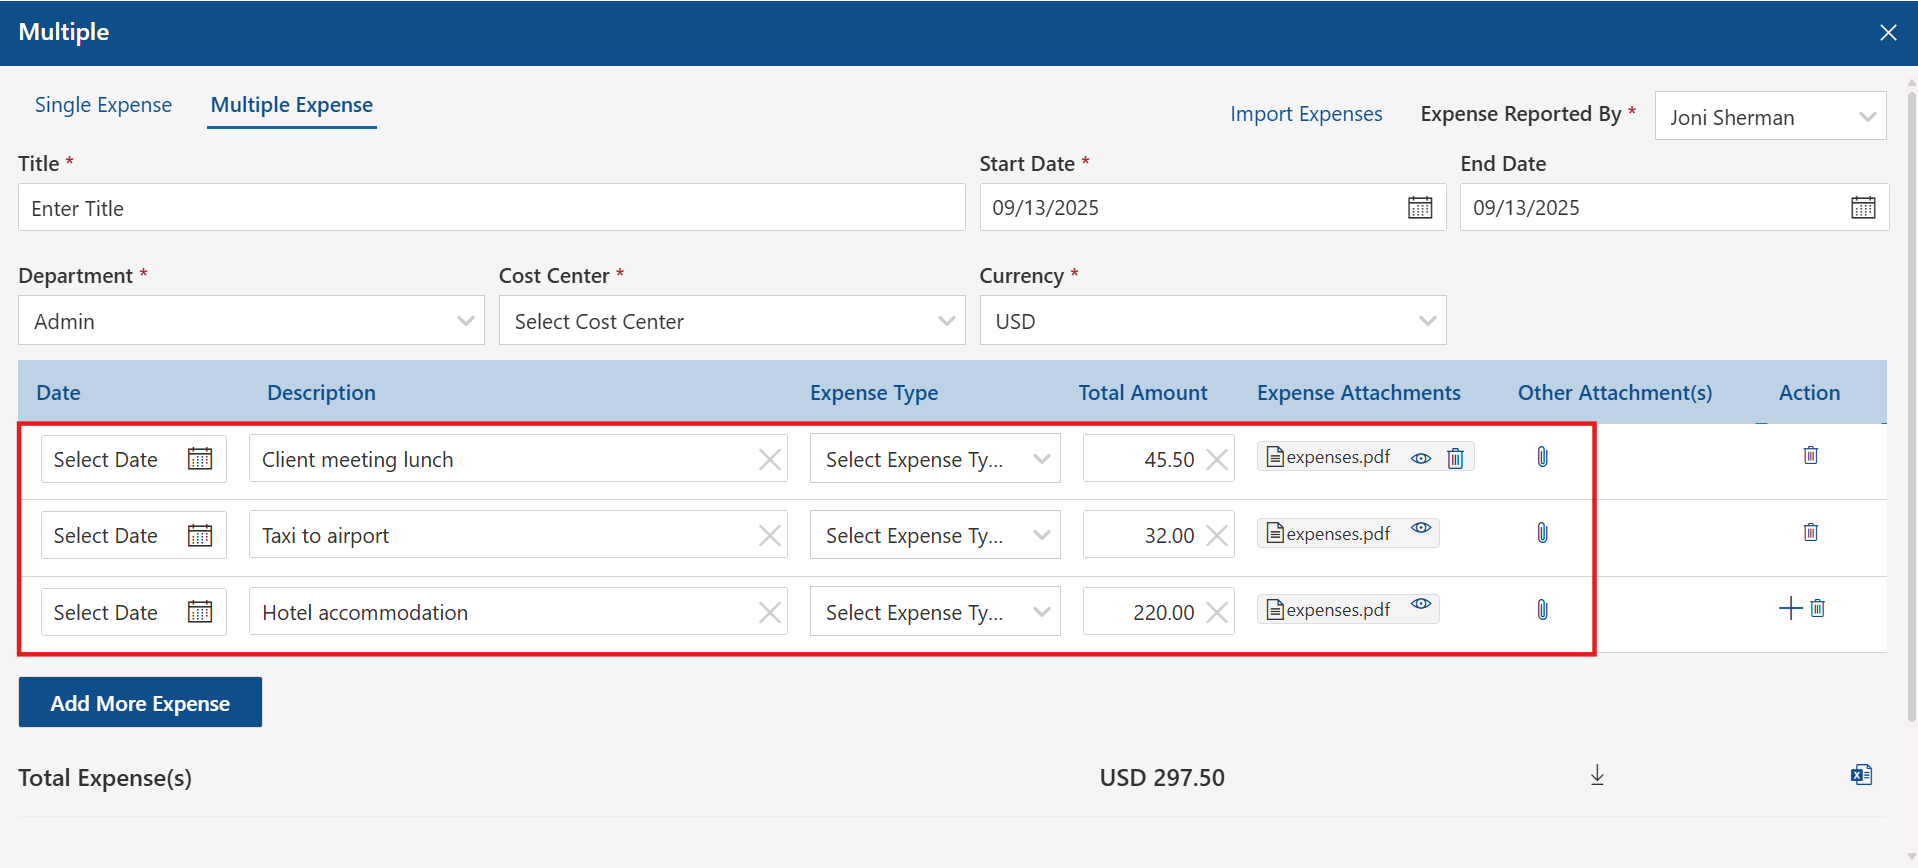 Multiple
Single Expense Multiple Expense Import Expenses Expense Reported By * Joni Sherman
Title * Start Date * End Date
Enter Title 09/13/2025 09/13/2025
Department * Cost Center * Currency *
Admin Select Cost Center USD
Date Description Expense Type Total Amount Expense Attachments Other Attachment(s) Action
Select Date Client meeting lunch Select Expense Ty... 45.50 expenses.pdf
Select Date Taxi to airport Select Expense Ty... 32.00 expenses.pdf
Select Date Hotel accommodation Select Expense Ty... 220.00 expenses.pdf
Add More Expense
Total Expense(s) USD 297.50